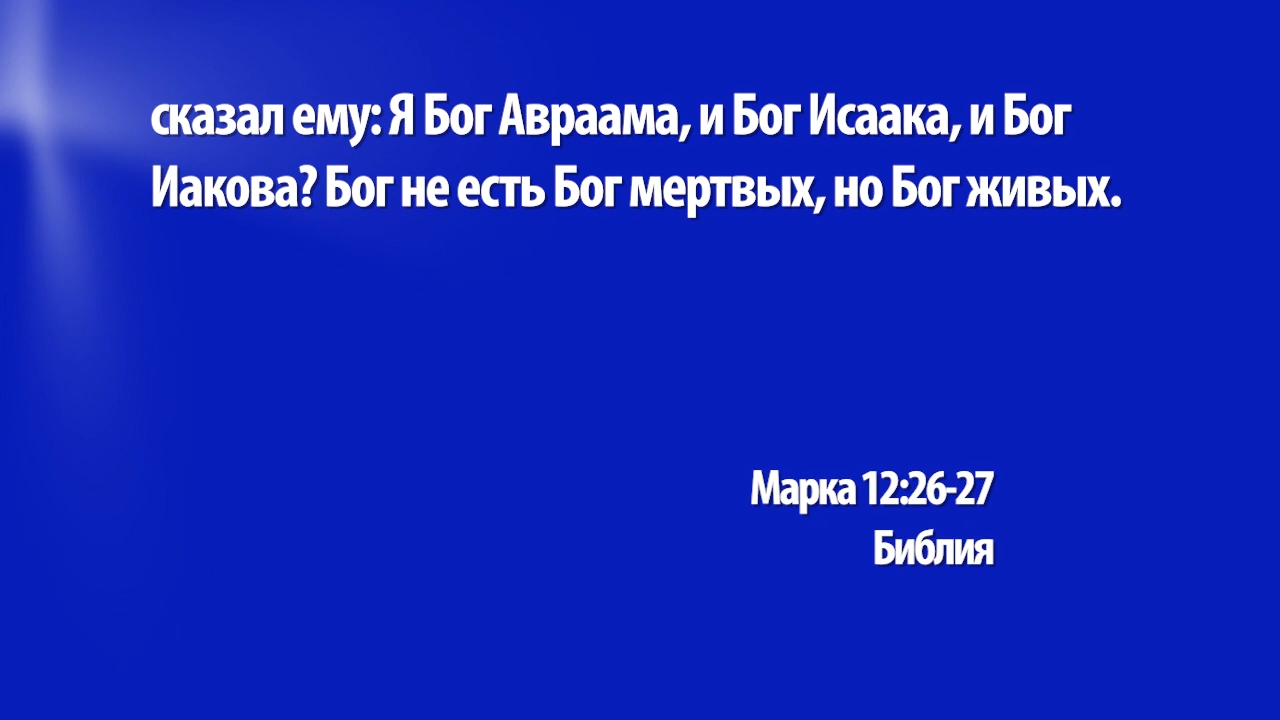 сказал ему: Я Бог Авраама, и Бог Исаака, и Бог
Иакова? Бог не есть Бог мертвых, но Бог живых.
Марка 12:26-27
Библия